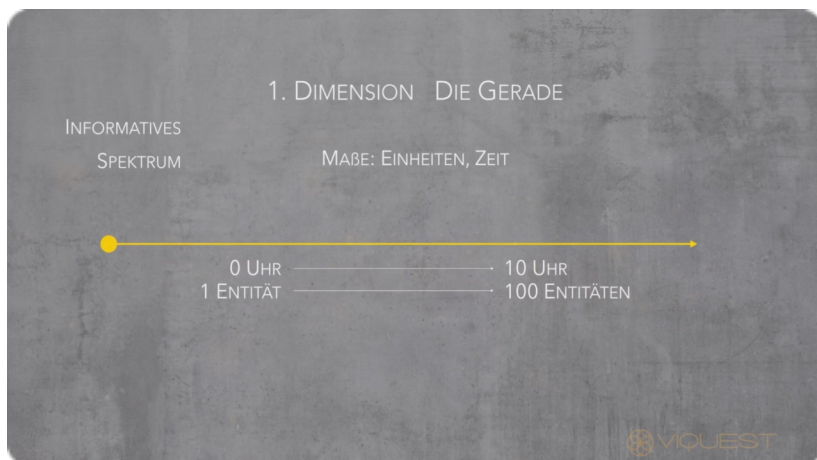 1. Dimension Die Gerade
Informatives
Spektrum
Maße: Einheiten, Zeit
0 Uhr 10 Uhr
1 Entität 100 Entitäten
VIQUEST